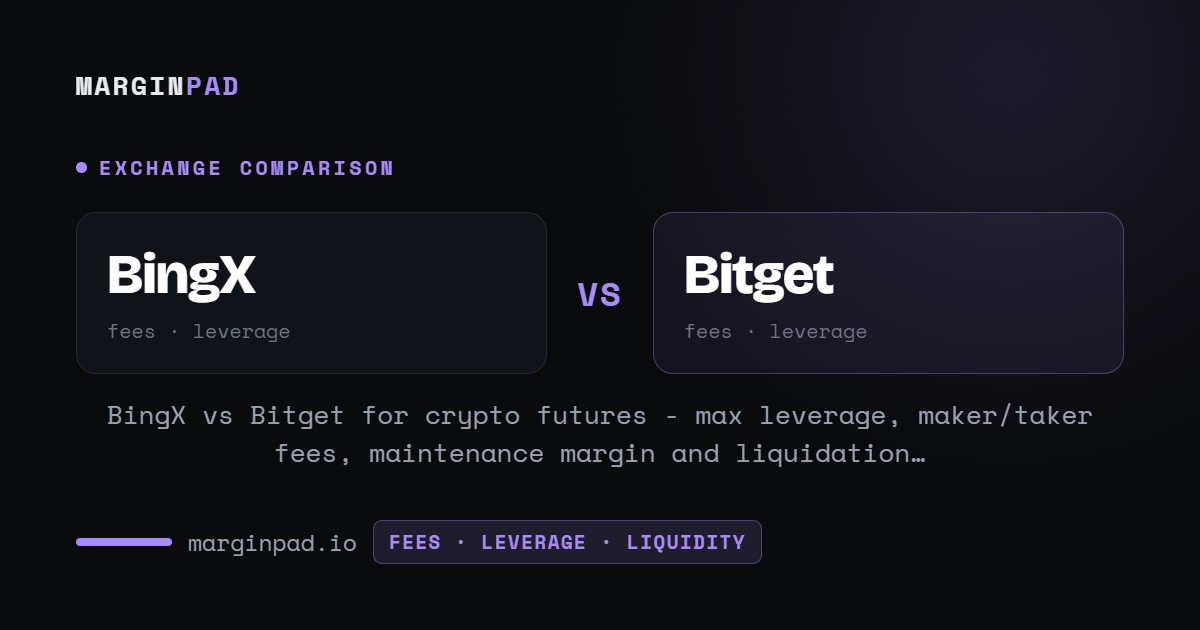 MARGINPAD
EXCHANGE COMPARISON
BingX
fees · leverage
VS
Bitget
fees · leverage
BingX vs Bitget for crypto futures - max leverage, maker/taker
fees, maintenance margin and liquidation…
marginpad.io
FEES · LEVERAGE · LIQUIDITY